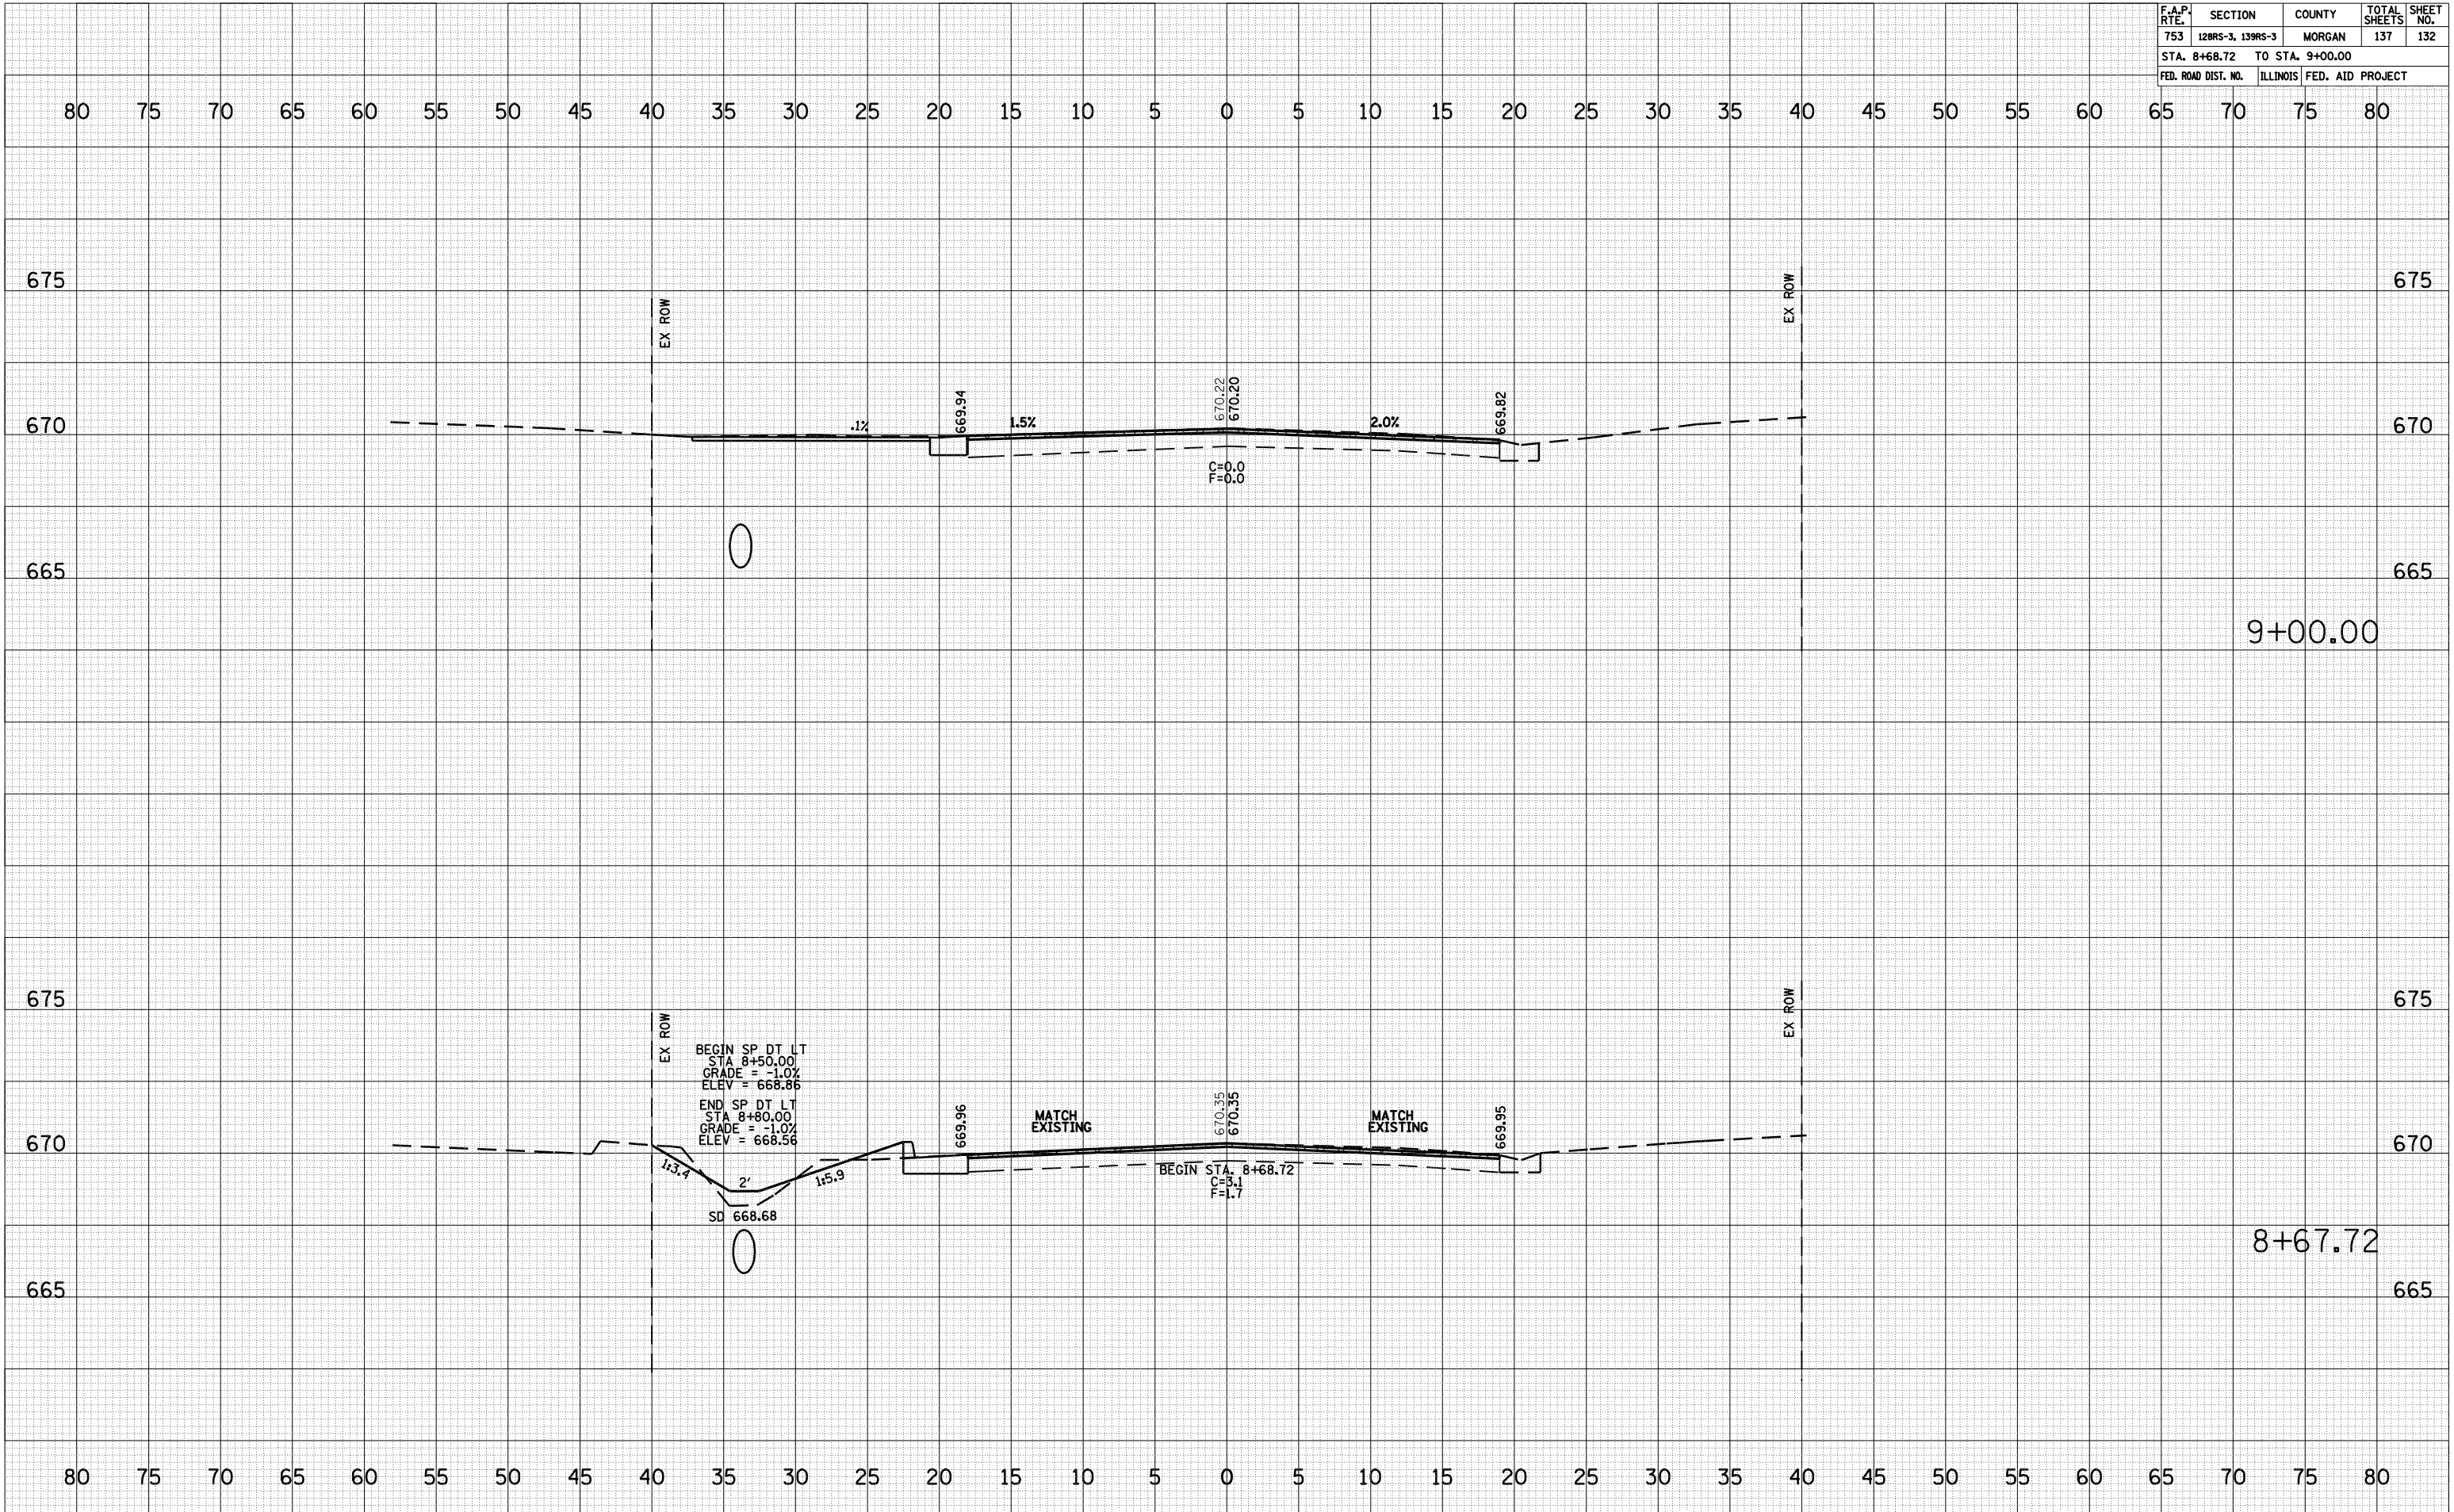 F.A.P. RTE. SECTION COUNTY TOTAL SHEETS SHEET NO.
753 128RS-3, 139RS-3 MORGAN 137 132
STA. 8+68.72 TO STA. 9+00.00
FED. ROAD DIST. NO. ILLINOIS FED. AID PROJECT
80 75 70 65 60 55 50 45 40 35 30 25 20 15 10 5 0 5 10 15 20 25 30 35 40 45 50 55 60 65 70 75 80
675 675
EX ROW EX ROW
669.94 670.22 670.20 669.82
670 .1% 1.5% 2.0% 670
C=0.0
F=0.0
665 665
9+00.00
675 675
EX ROW EX ROW
BEGIN SP DT LT
STA 8+50.00
GRADE = -1.0%
ELEV = 668.86
END SP DT LT
STA 8+80.00
GRADE = -1.0%
ELEV = 668.56
669.96 670.35 670.35 669.95
MATCH EXISTING MATCH EXISTING
670 670
1:3.4 2' 1:5.9
BEGIN STA. 8+68.72
C=3.1
F=1.7
SD 668.68
8+67.72
665 665
80 75 70 65 60 55 50 45 40 35 30 25 20 15 10 5 0 5 10 15 20 25 30 35 40 45 50 55 60 65 70 75 80